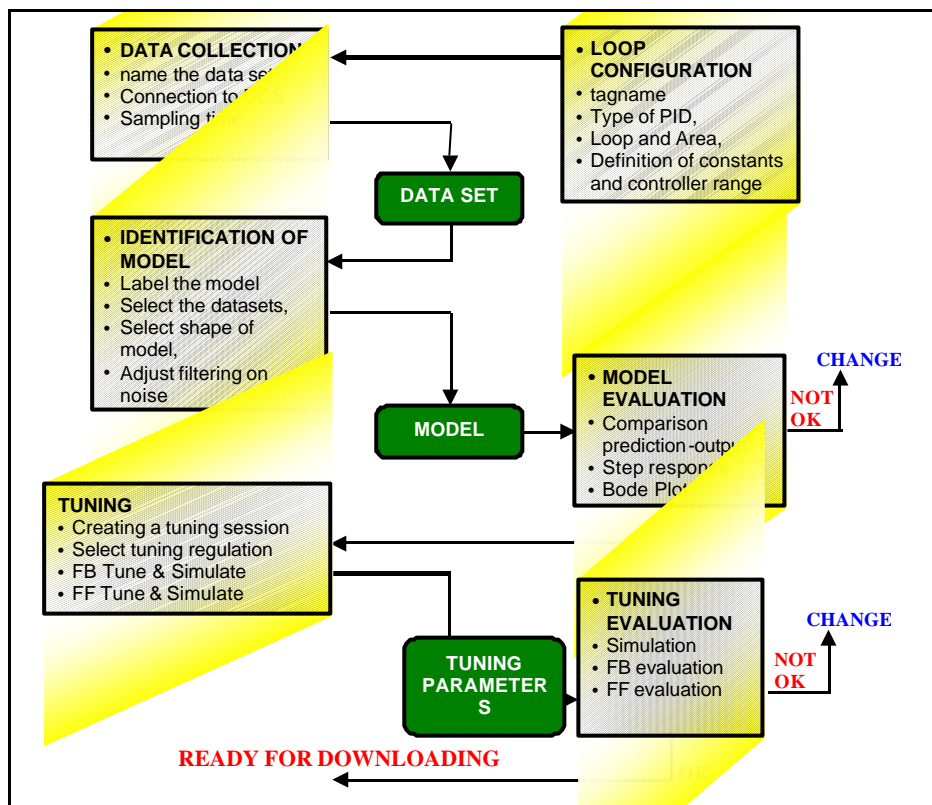 • DATA COLLECTION
• name the data set
• Connection to DCS
• Sampling time
• LOOP
CONFIGURATION
• tagname
• Type of PID,
• Loop and Area,
• Definition of constants
and controller range
DATA SET
• IDENTIFICATION OF
MODEL
• Label the model
• Select the datasets,
• Select shape of
model,
• Adjust filtering on
noise
MODEL
• MODEL
EVALUATION
• Comparison
prediction-output
• Step response
• Bode Plot
CHANGE
NOT
OK
TUNING
• Creating a tuning session
• Select tuning regulation
• FB Tune & Simulate
• FF Tune & Simulate
TUNING
PARAMETER
S
• TUNING
EVALUATION
• Simulation
• FB evaluation
• FF evaluation
CHANGE
NOT
OK
READY FOR DOWNLOADING
OK